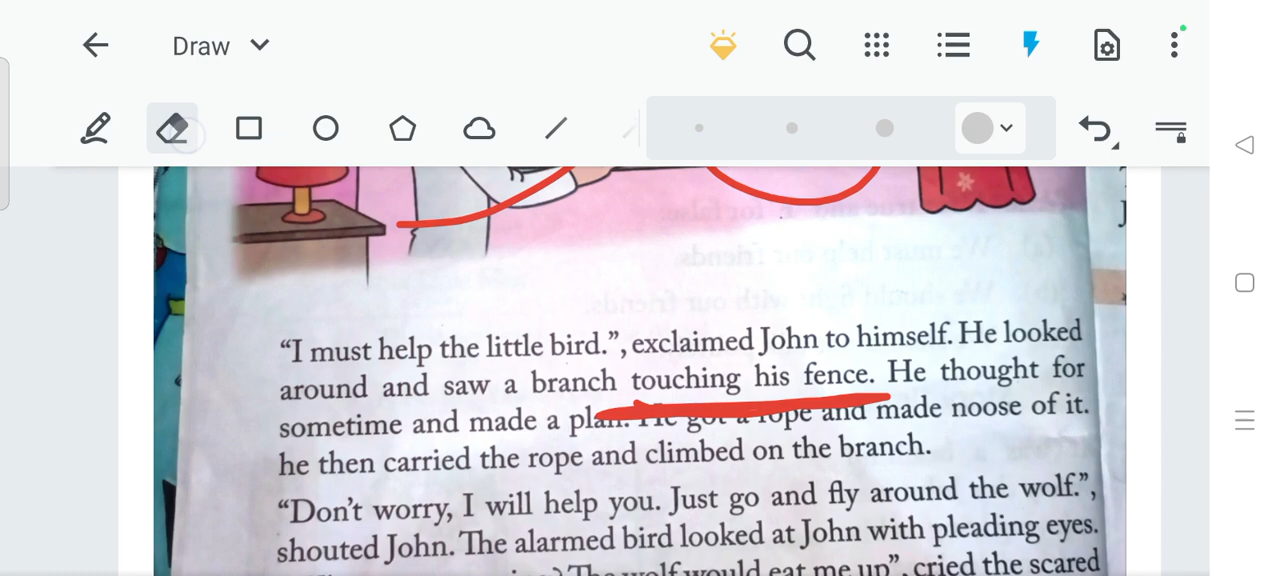 Draw
“I must help the little bird.”, exclaimed John to himself. He looked
around and saw a branch touching his fence. He thought for
sometime and made a plan. He got a rope and made noose of it.
he then carried the rope and climbed on the branch.
“Don’t worry, I will help you. Just go and fly around the wolf.”,
shouted John. The alarmed bird looked at John with pleading eyes.
The wolf would eat me up”, cried the scared